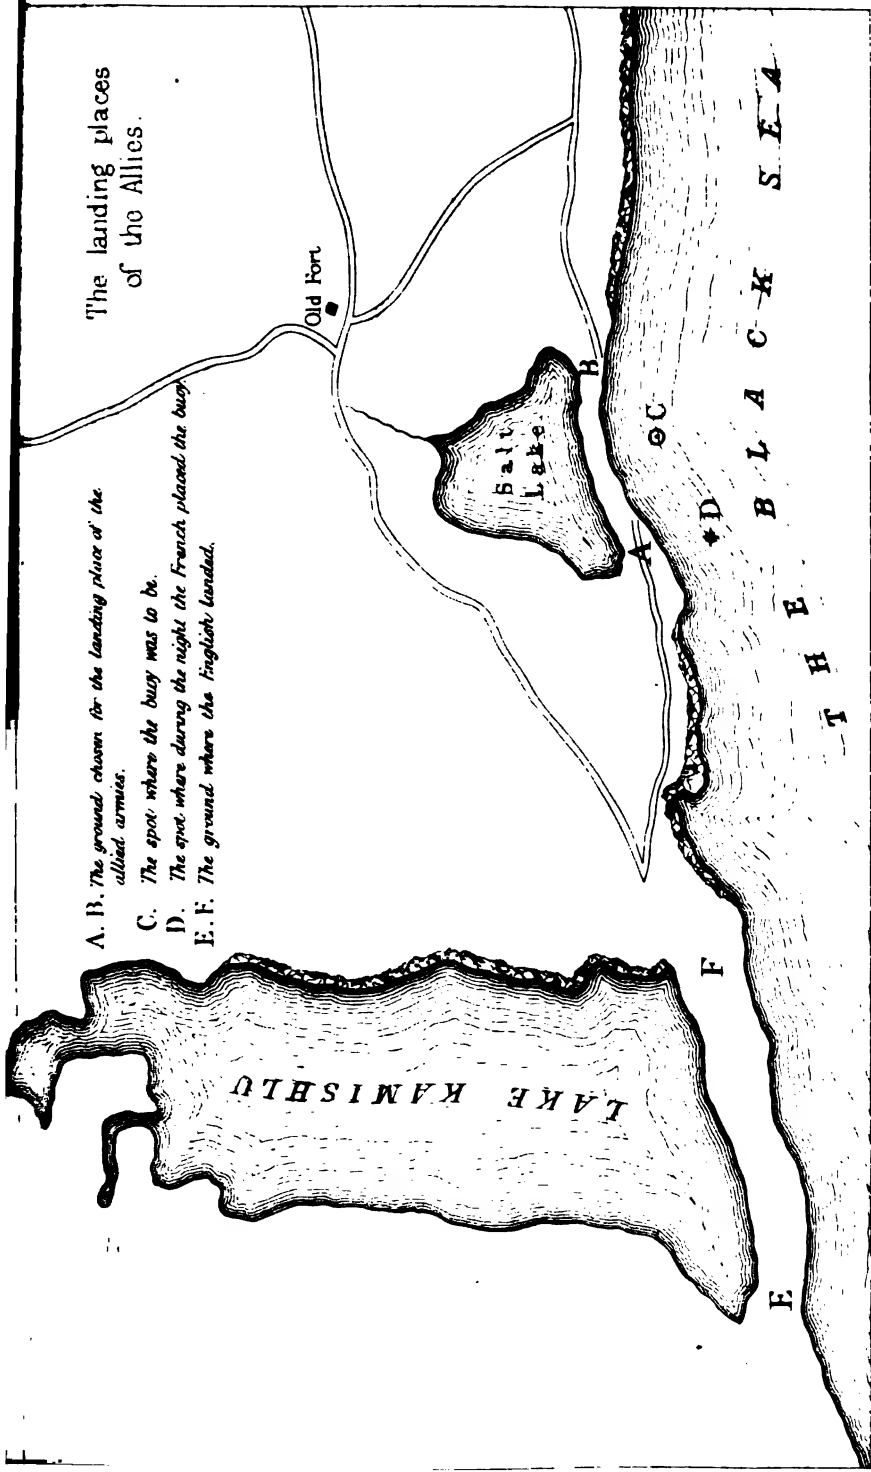 The landing places
of the Allies.
A. B. The ground chosen for the landing place of the
allied armies.
C. The spot where the buoy was to be.
D. The spot where during the night the French placed the buoy.
E. F. The ground where the English landed.
Old Fort
Salt
Lake.
B
A
C
D
THE BLACK SEA
LAKE KAMISHLU
F
E